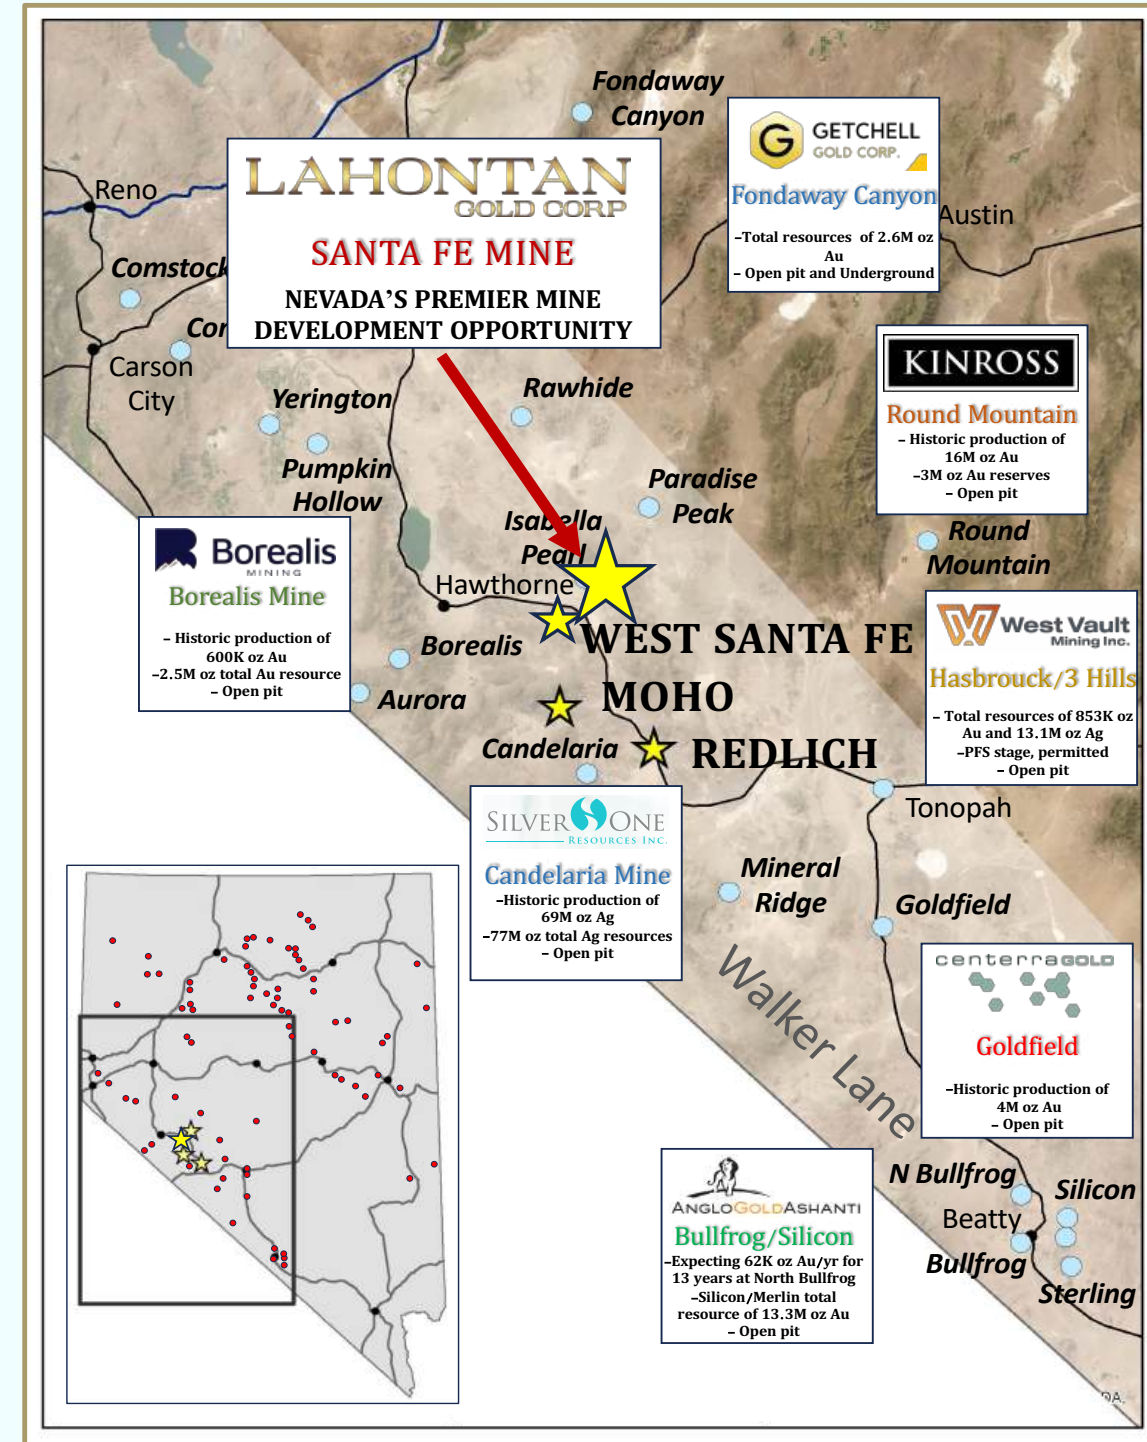 Fondaway
Canyon
GETCHELL
GOLD CORP.
Fondaway Canyon
–Total resources of 2.6M oz
Au
– Open pit and Underground
Austin
Reno
LAHONTAN
GOLD CORP
SANTA FE MINE
NEVADA'S PREMIER MINE
DEVELOPMENT OPPORTUNITY
Comstock
Carson
City
KINROSS
Round Mountain
– Historic production of
16M oz Au
–3M oz Au reserves
– Open pit
Rawhide
Yerington
Pumpkin
Hollow
Paradise
Peak
Isabella
Pearl
Round
Mountain
Hawthorne
Borealis
MINING
Borealis Mine
– Historic production of
600K oz Au
–2.5M oz total Au resource
– Open pit
West Vault
Mining Inc.
Hasbrouck/3 Hills
– Total resources of 853K oz
Au and 13.1M oz Ag
–PFS stage, permitted
– Open pit
WEST SANTA FE
Borealis
Aurora
MOHO
Candelaria
REDLICH
Tonopah
SILVER ONE
RESOURCES INC.
Candelaria Mine
–Historic production of
69M oz Ag
–77M oz total Ag resources
– Open pit
Mineral
Ridge
Goldfield
Walker Lane
centerraGOLD
Goldfield
–Historic production of
4M oz Au
– Open pit
ANGLOGOLDASHANTI
Bullfrog/Silicon
–Expecting 62K oz Au/yr for
13 years at North Bullfrog
–Silicon/Merlin total
resource of 13.3M oz Au
– Open pit
N Bullfrog
Silicon
Beatty
Bullfrog
Sterling